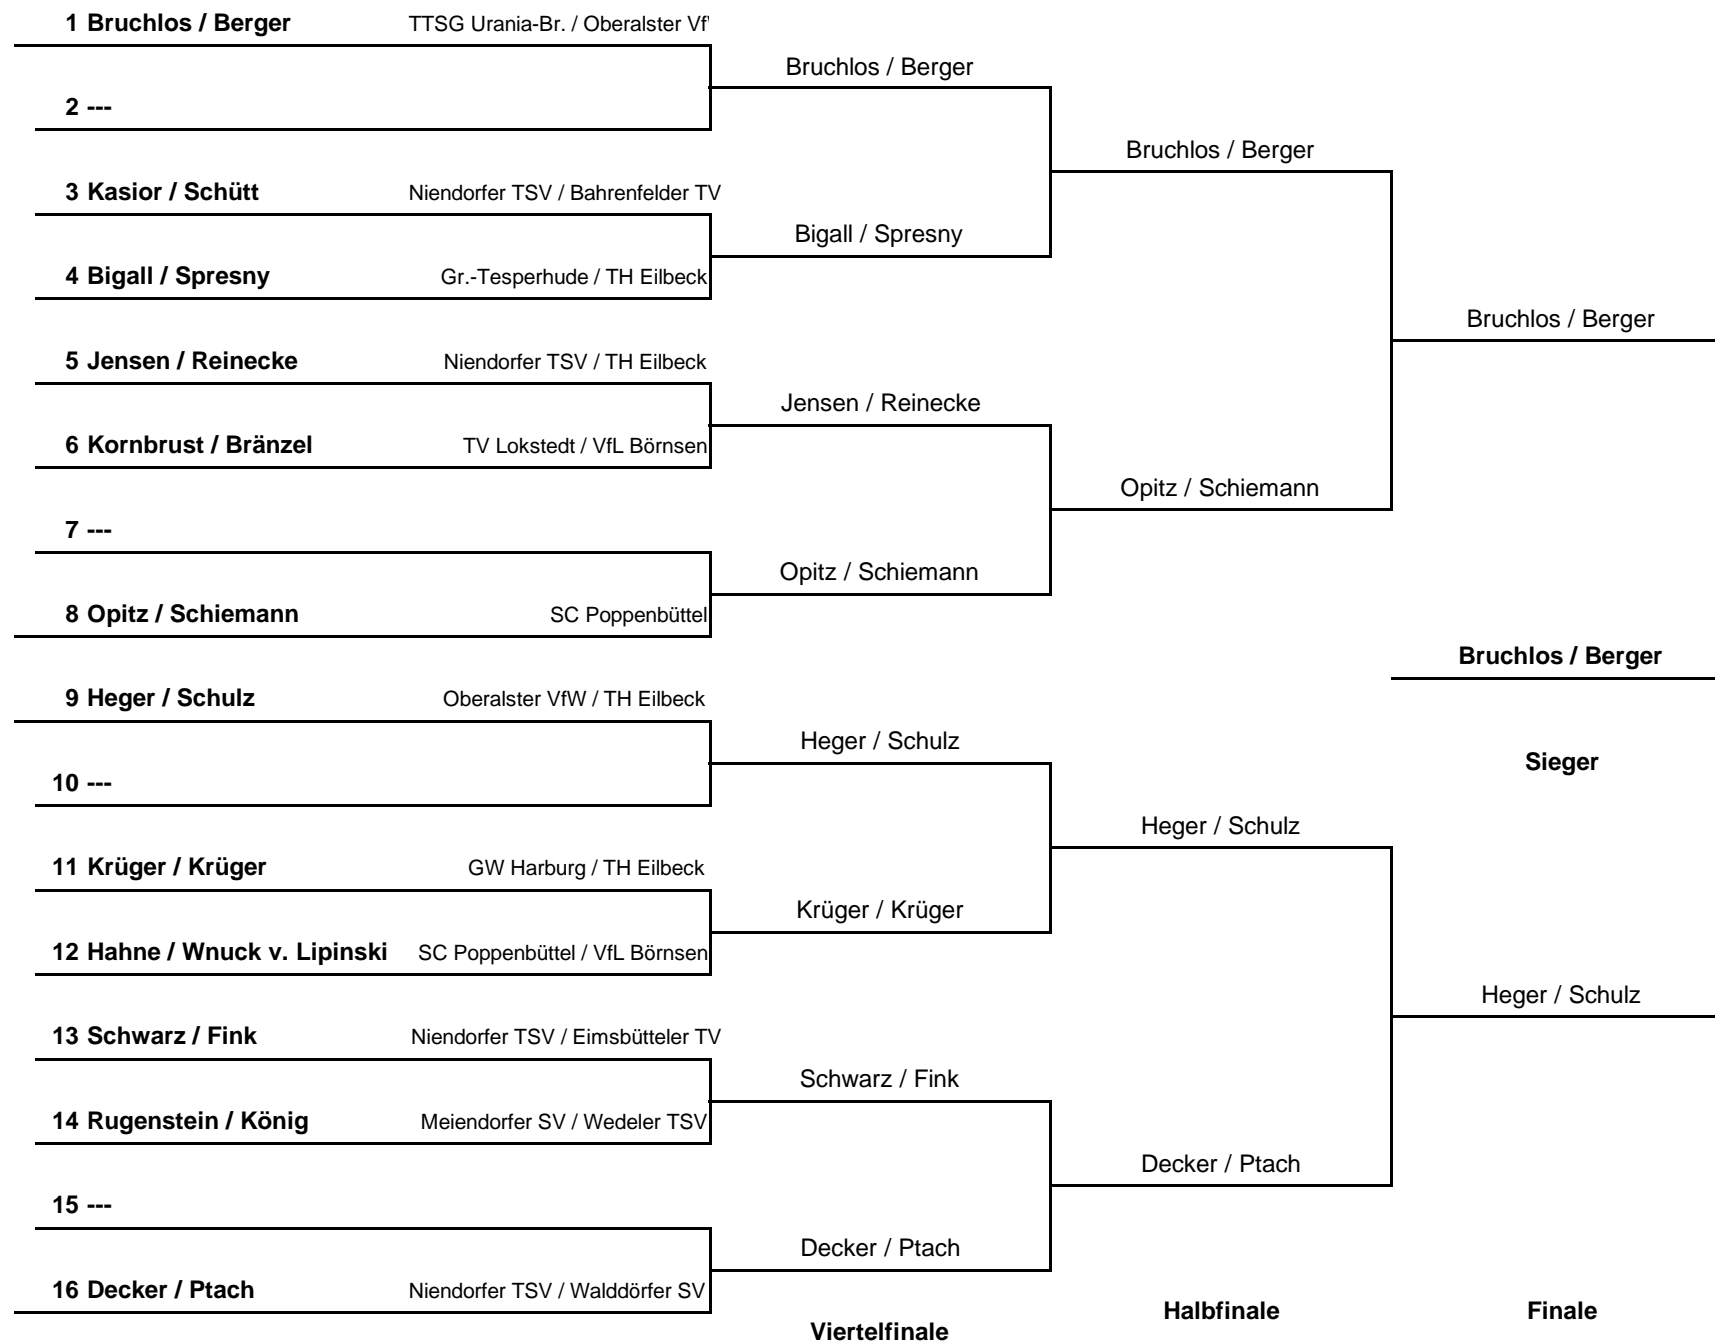 1 Bruchlos / Berger TTSG Urania-Br. / Oberalster Vf
Bruchlos / Berger
2 ---
Bruchlos / Berger
3 Kasior / Schütt Niendorfer TSV / Bahrenfelder TV
Bigall / Spresny
4 Bigall / Spresny Gr.-Tesperhude / TH Eilbeck
Bruchlos / Berger
5 Jensen / Reinecke Niendorfer TSV / TH Eilbeck
Jensen / Reinecke
6 Kornbrust / Bränzel TV Lokstedt / VfL Börnsen
Opitz / Schiemann
7 ---
Opitz / Schiemann
8 Opitz / Schiemann SC Poppenbüttel
Bruchlos / Berger
9 Heger / Schulz Oberalster VfW / TH Eilbeck
Heger / Schulz
Sieger
10 ---
Heger / Schulz
11 Krüger / Krüger GW Harburg / TH Eilbeck
Krüger / Krüger
12 Hahne / Wnuck v. Lipinski SC Poppenbüttel / VfL Börnsen
Heger / Schulz
13 Schwarz / Fink Niendorfer TSV / Eimsbütteler TV
Schwarz / Fink
14 Rugenstein / König Meiendorfer SV / Wedeler TSV
Decker / Ptach
15 ---
Decker / Ptach
16 Decker / Ptach Niendorfer TSV / Walddörfer SV
Halbfinale Finale
Viertelfinale